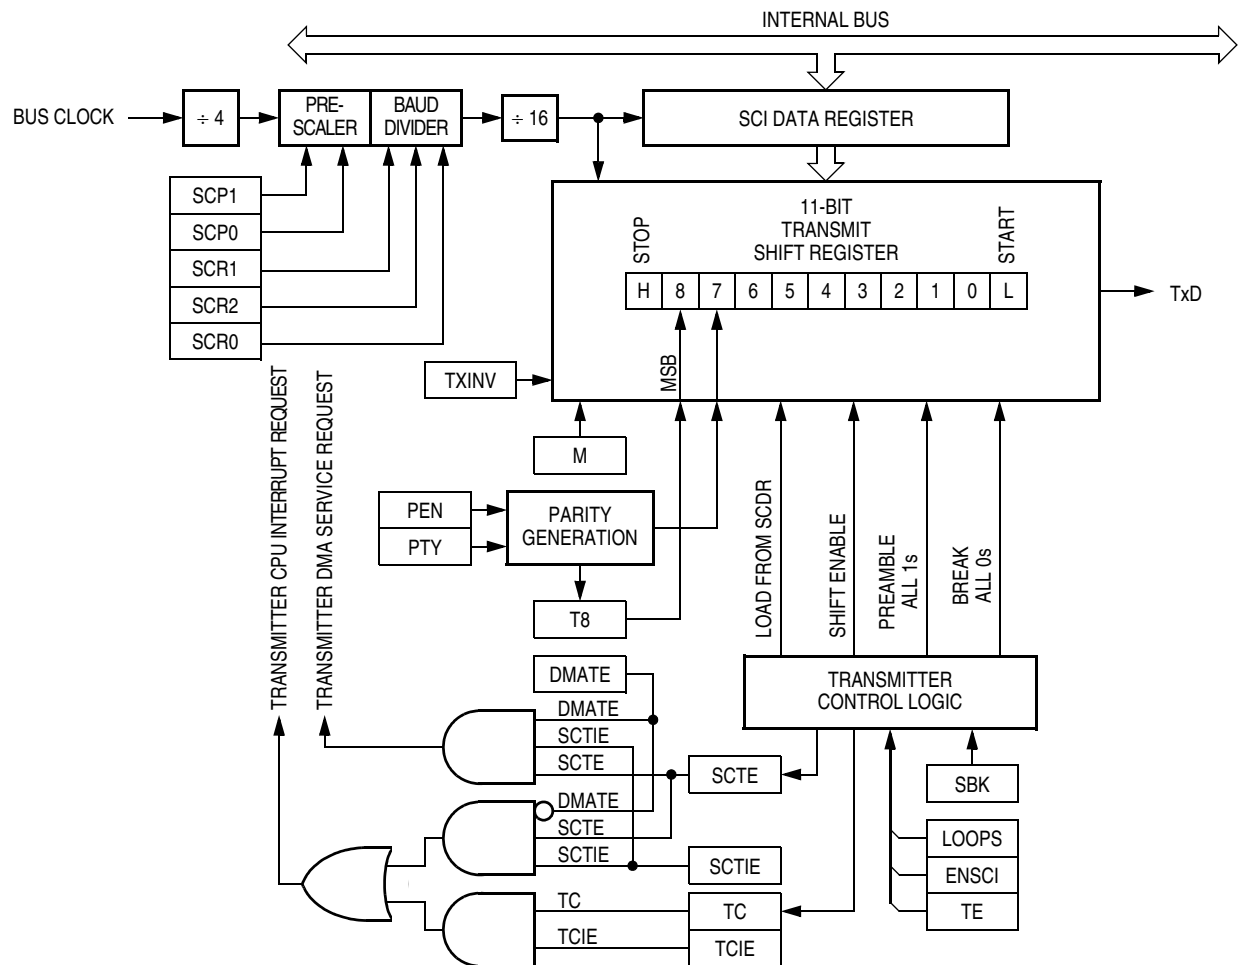 INTERNAL BUS
BUS CLOCK
÷ 4
PRE-
SCALER
BAUD
DIVIDER
÷ 16
SCI DATA REGISTER
SCP1
SCP0
SCR1
SCR2
SCR0
11-BIT
TRANSMIT
SHIFT REGISTER
STOP
START
H 8 7 6 5 4 3 2 1 0 L
TxD
MSB
TXINV
M
PEN
PTY
PARITY
GENERATION
T8
TRANSMITTER CPU INTERRUPT REQUEST
TRANSMITTER DMA SERVICE REQUEST
LOAD FROM SCDR
SHIFT ENABLE
PREAMBLE
ALL 1s
BREAK
ALL 0s
TRANSMITTER
CONTROL LOGIC
DMATE
DMATE
SCTIE
SCTE
SCTE
SBK
DMATE
SCTE
SCTIE
SCTIE
LOOPS
ENSCI
TE
TC
TC
TCIE
TCIE